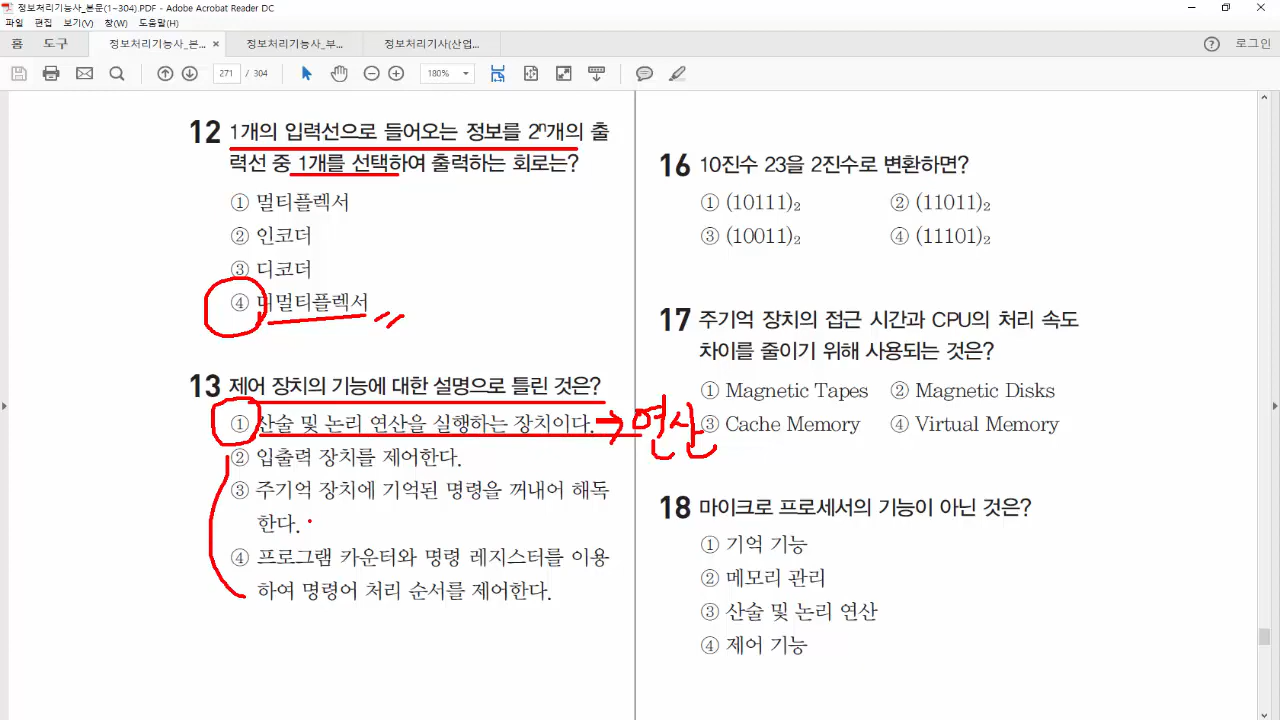 정보처리기능사_본문(1~304).PDF - Adobe Acrobat Reader DC
파일 편집 보기(V) 창(W) 도움말(H)
홈 도구 정보처리기능사_본... × 정보처리기능사_부... 정보처리기사(산업... 로그인
271 / 304 180%
12 1개의 입력선으로 들어오는 정보를 2ⁿ개의 출
력선 중 1개를 선택하여 출력하는 회로는?
① 멀티플렉서
② 인코더
③ 디코더
④ 디멀티플렉서
13 제어 장치의 기능에 대한 설명으로 틀린 것은?
① 산술 및 논리 연산을 실행하는 장치이다. → 연산
② 입출력 장치를 제어한다.
③ 주기억 장치에 기억된 명령을 꺼내어 해독
한다.
④ 프로그램 카운터와 명령 레지스터를 이용
하여 명령어 처리 순서를 제어한다.
16 10진수 23을 2진수로 변환하면?
① (10111)₂ ② (11011)₂
③ (10011)₂ ④ (11101)₂
17 주기억 장치의 접근 시간과 CPU의 처리 속도
차이를 줄이기 위해 사용되는 것은?
① Magnetic Tapes ② Magnetic Disks
③ Cache Memory ④ Virtual Memory
18 마이크로 프로세서의 기능이 아닌 것은?
① 기억 기능
② 메모리 관리
③ 산술 및 논리 연산
④ 제어 기능